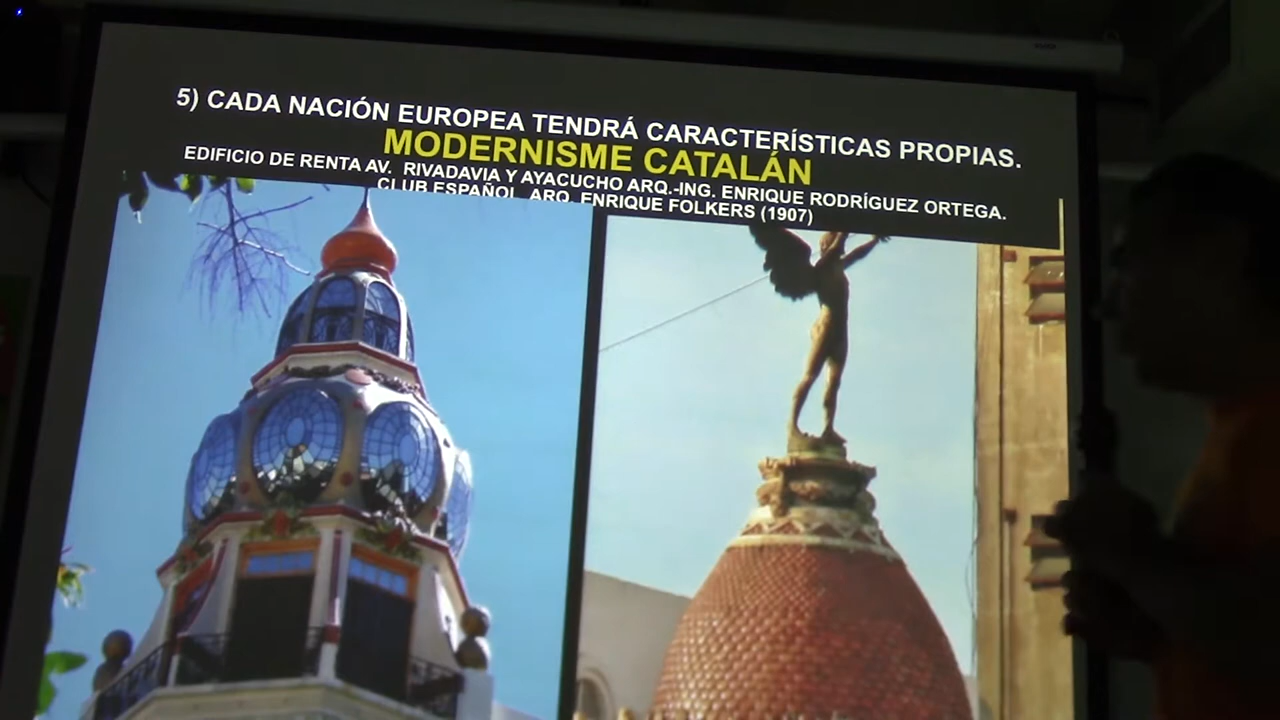 5) CADA NACIÓN EUROPEA TENDRÁ CARACTERÍSTICAS PROPIAS.
MODERNISME CATALÁN
EDIFICIO DE RENTA AV. RIVADAVIA Y AYACUCHO ARQ.-ING. ENRIQUE RODRÍGUEZ ORTEGA.
CLUB ESPAÑOL ARQ. ENRIQUE FOLKERS (1907)